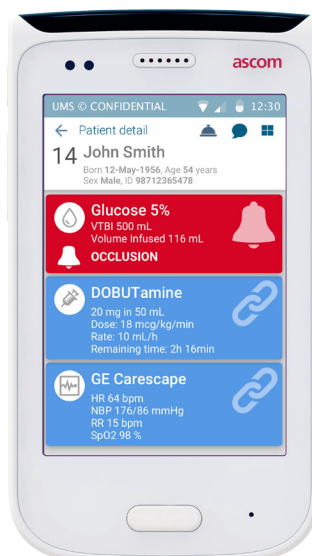 ascom
UMS © CONFIDENTIAL 12:30
Patient detail
14 John Smith
Born 12-May-1956, Age 54 years
Sex Male, ID 98712365478
Glucose 5%
VTBI 500 mL
Volume Infused 116 mL
OCCLUSION
DOBUTamine
20 mg in 50 mL
Dose: 18 mcg/kg/min
Rate: 10 mL/h
Remaining time: 2h 16min
GE Carescape
HR 64 bpm
NBP 176/86 mmHg
RR 15 bpm
SpO2 98 %